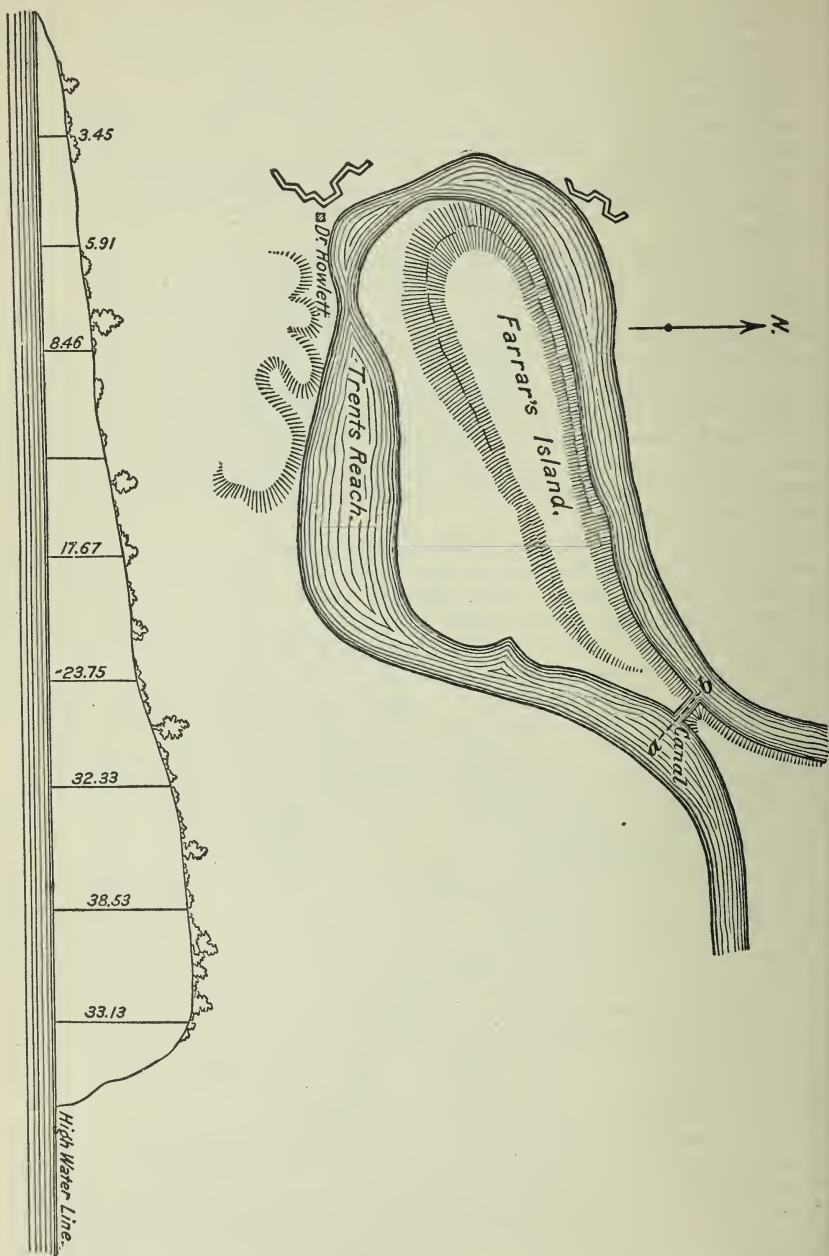 3.45
5.91
8.46
17.67
23.75
32.33
38.53
33.13
High Water Line.
N.
Farrar's Island.
Trents Reach.
Dr. Howlett
Canal